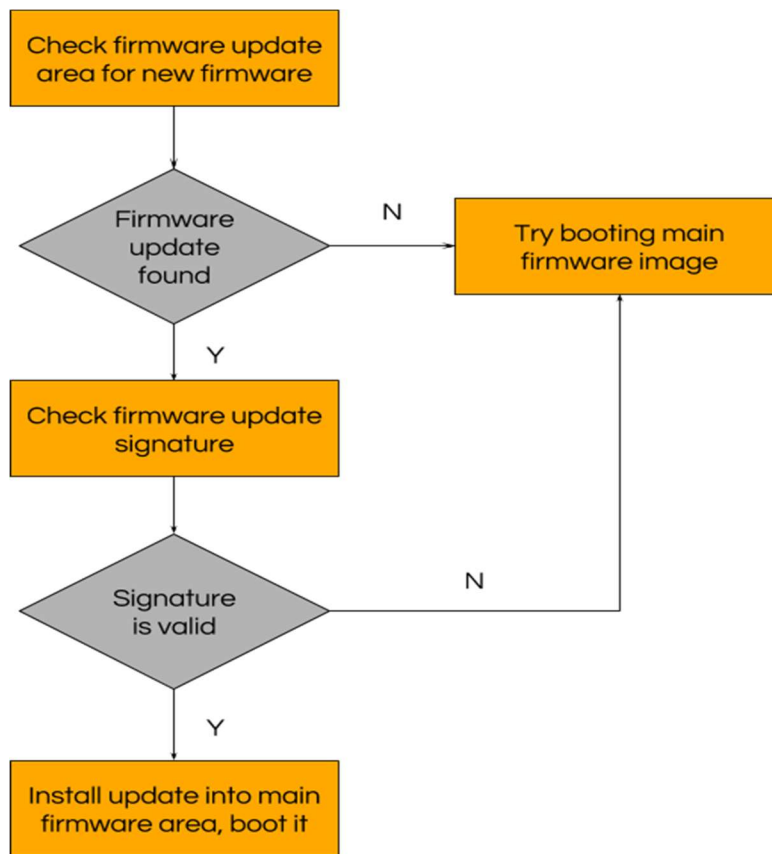 Check firmware update
area for new firmware
Firmware
update
found
N
Try booting main
firmware image
Y
Check firmware update
signature
Signature
is valid
N
Y
Install update into main
firmware area, boot it